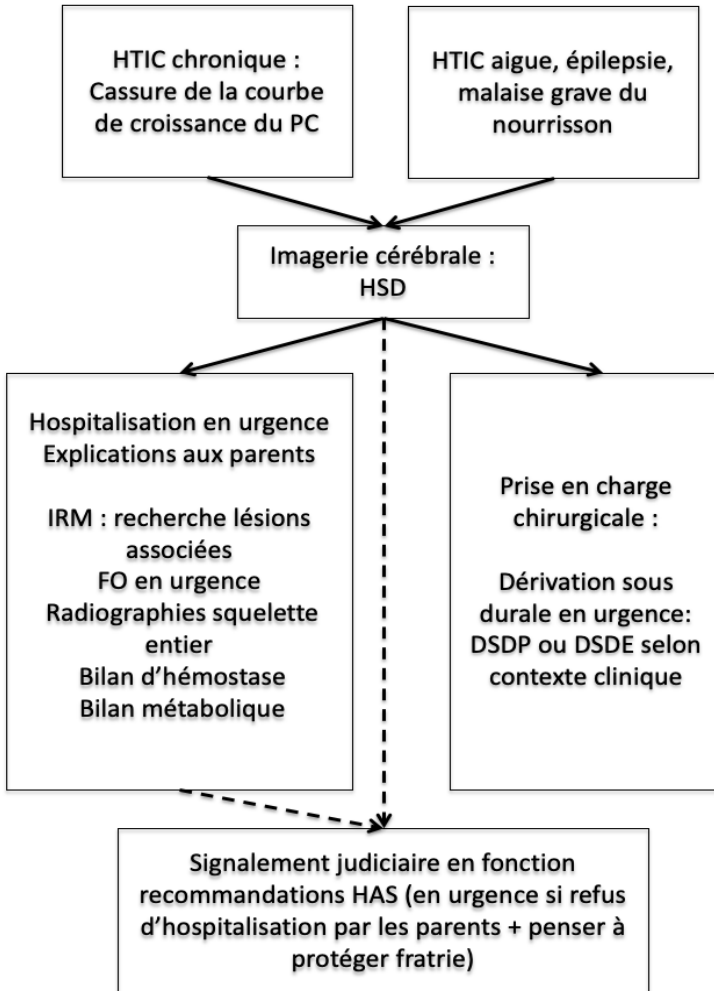 HTIC chronique :
Cassure de la courbe
de croissance du PC
HTIC aigue, épilepsie,
malaise grave du
nourrisson
Imagerie cérébrale :
HSD
Hospitalisation en urgence
Explications aux parents
IRM : recherche lésions
associées
FO en urgence
Radiographies squelette
entier
Bilan d’hémostase
Bilan métabolique
Prise en charge
chirurgicale :
Dérivation sous
durale en urgence:
DSDP ou DSDE selon
contexte clinique
Signalement judiciaire en fonction
recommandations HAS (en urgence si refus
d’hospitalisation par les parents + penser à
protéger fratrie)